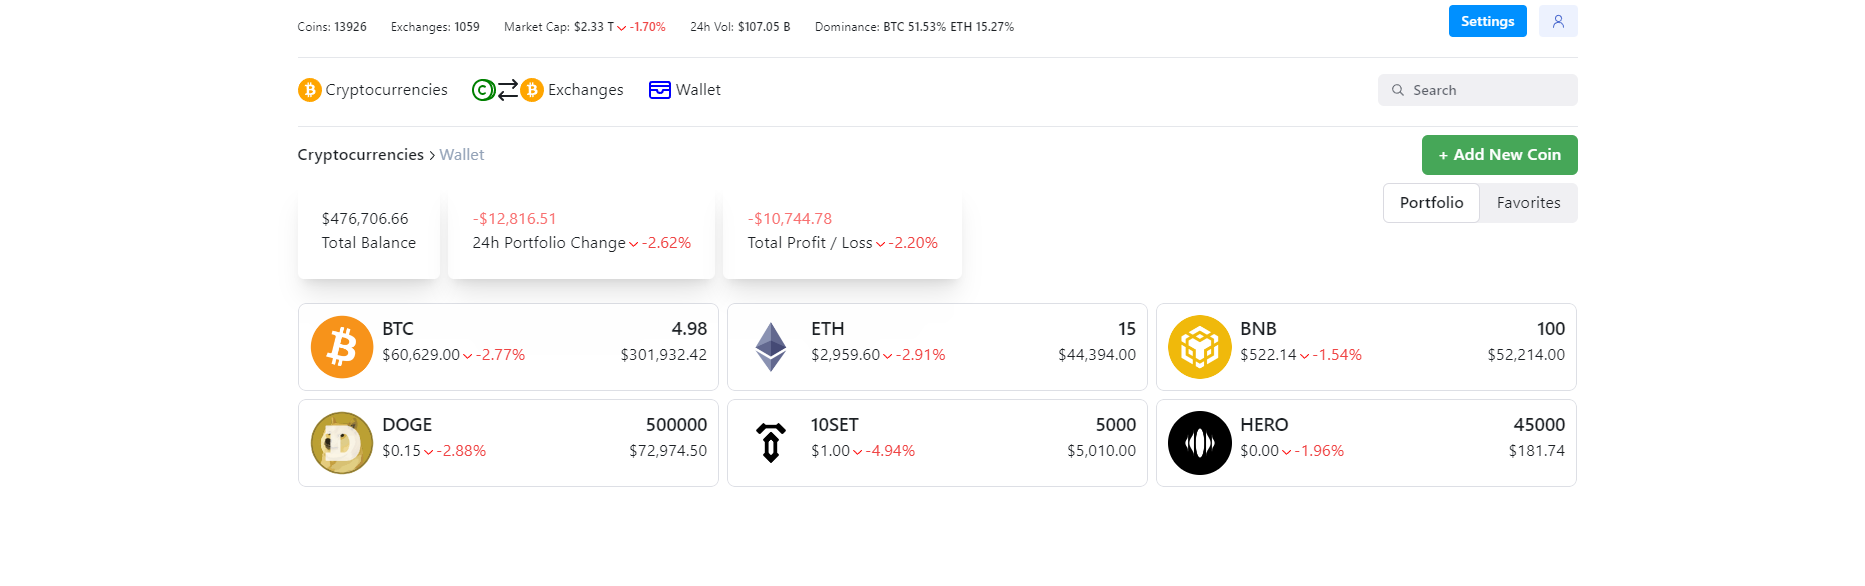 Coins: 13926 Exchanges: 1059 Market Cap: $2.33 T -1.70% 24h Vol: $107.05 B Dominance: BTC 51.53% ETH 15.27% Settings
Cryptocurrencies Exchanges Wallet Search
Cryptocurrencies > Wallet + Add New Coin
Portfolio Favorites
$476,706.66
Total Balance
-$12,816.51
24h Portfolio Change -2.62%
-$10,744.78
Total Profit / Loss -2.20%
BTC 4.98
$60,629.00 -2.77% $301,932.42
ETH 15
$2,959.60 -2.91% $44,394.00
BNB 100
$522.14 -1.54% $52,214.00
DOGE 500000
$0.15 -2.88% $72,974.50
10SET 5000
$1.00 -4.94% $5,010.00
HERO 45000
$0.00 -1.96% $181.74